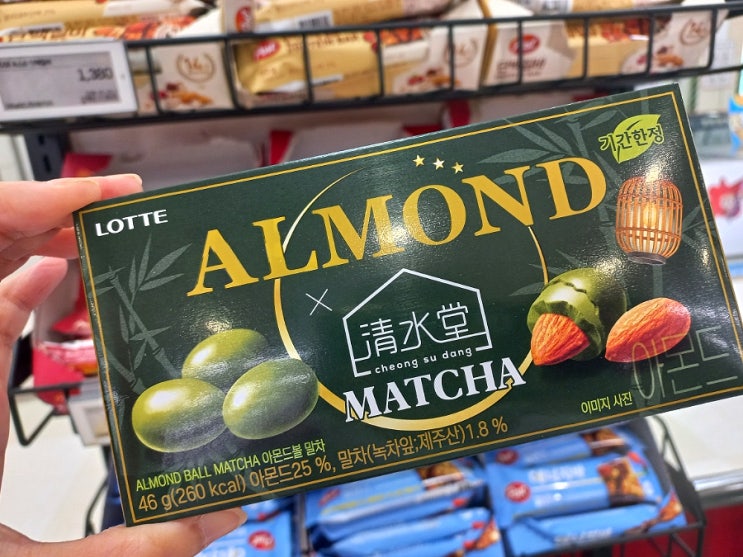 1,380
기간한정
LOTTE
ALMOND
×
清水堂
cheong su dang
MATCHA
아몬드
이미지 사진
ALMOND BALL MATCHA 아몬드볼 말차
46 g(260 kcal) 아몬드25 %, 말차(녹차잎;제주산)1.8 %